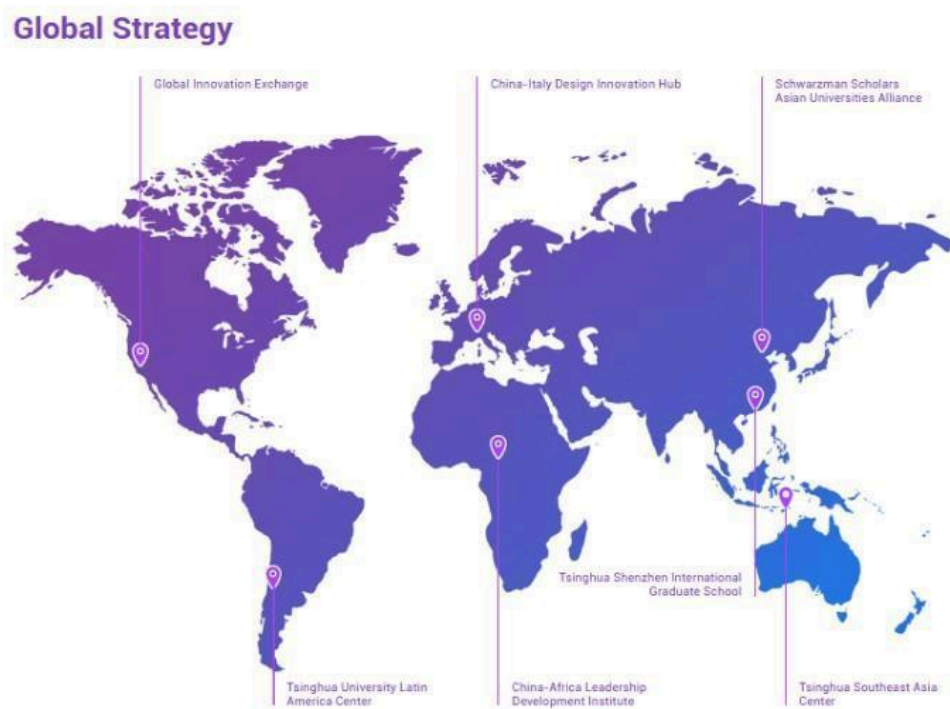 Global Strategy
Global Innovation Exchange
China-Italy Design Innovation Hub
Schwarzman Scholars
Asian Universities Alliance
Tsinghua Shenzhen International
Graduate School
Tsinghua University Latin
America Center
China-Africa Leadership
Development Institute
Tsinghua Southeast Asia
Center